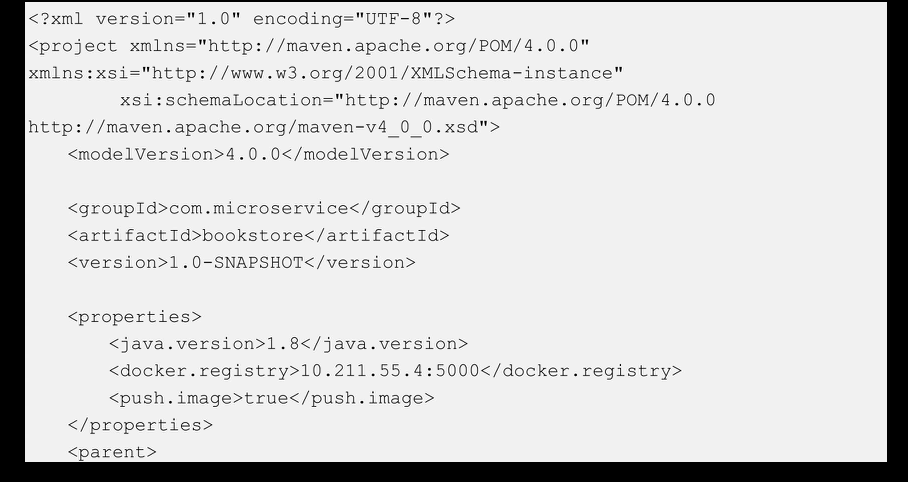 <?xml version="1.0" encoding="UTF-8"?>
<project xmlns="http://maven.apache.org/POM/4.0.0"
xmlns:xsi="http://www.w3.org/2001/XMLSchema-instance"
xsi:schemaLocation="http://maven.apache.org/POM/4.0.0
http://maven.apache.org/maven-v4_0_0.xsd">
<modelVersion>4.0.0</modelVersion>
<groupId>com.microservice</groupId>
<artifactId>bookstore</artifactId>
<version>1.0-SNAPSHOT</version>
<properties>
<java.version>1.8</java.version>
<docker.registry>10.211.55.4:5000</docker.registry>
<push.image>true</push.image>
</properties>
<parent>